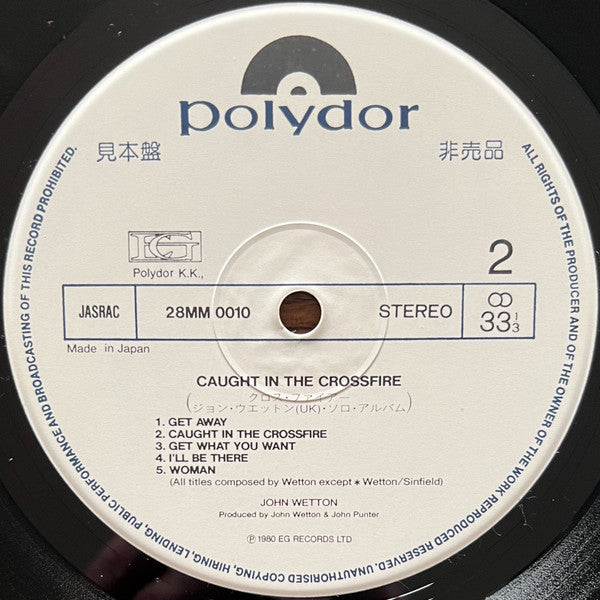 polydor
見本盤
非売品
EG
Polydor K.K.,
2
JASRAC
28MM 0010
STEREO
33 1/3
Made in Japan
CAUGHT IN THE CROSSFIRE
クロス・ファイアー
(ジョン・ウエットン(UK)・ソロ・アルバム)
1. GET AWAY
2. CAUGHT IN THE CROSSFIRE
3. GET WHAT YOU WANT
4. I'LL BE THERE
5. WOMAN
(All titles composed by Wetton except * Wetton/Sinfield)
JOHN WETTON
Produced by John Wetton & John Punter
℗ 1980 EG RECORDS LTD
ALL RIGHTS OF THE PRODUCER AND OF THE OWNER OF THE WORK REPRODUCED RESERVED. UNAUTHORISED COPYING, HIRING, LENDING, PUBLIC PERFORMANCE AND BROADCASTING OF THIS RECORD PROHIBITED.